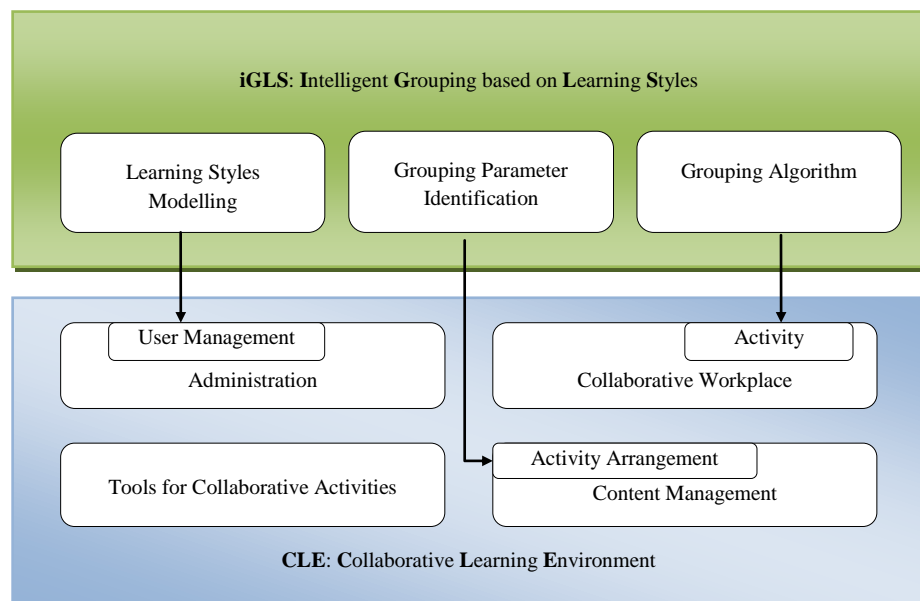 iGLS: Intelligent Grouping based on Learning Styles
Learning Styles
Modelling
Grouping Parameter
Identification
Grouping Algorithm
User Management
Administration
Activity
Collaborative Workplace
Tools for Collaborative Activities
Activity Arrangement
Content Management
CLE: Collaborative Learning Environment